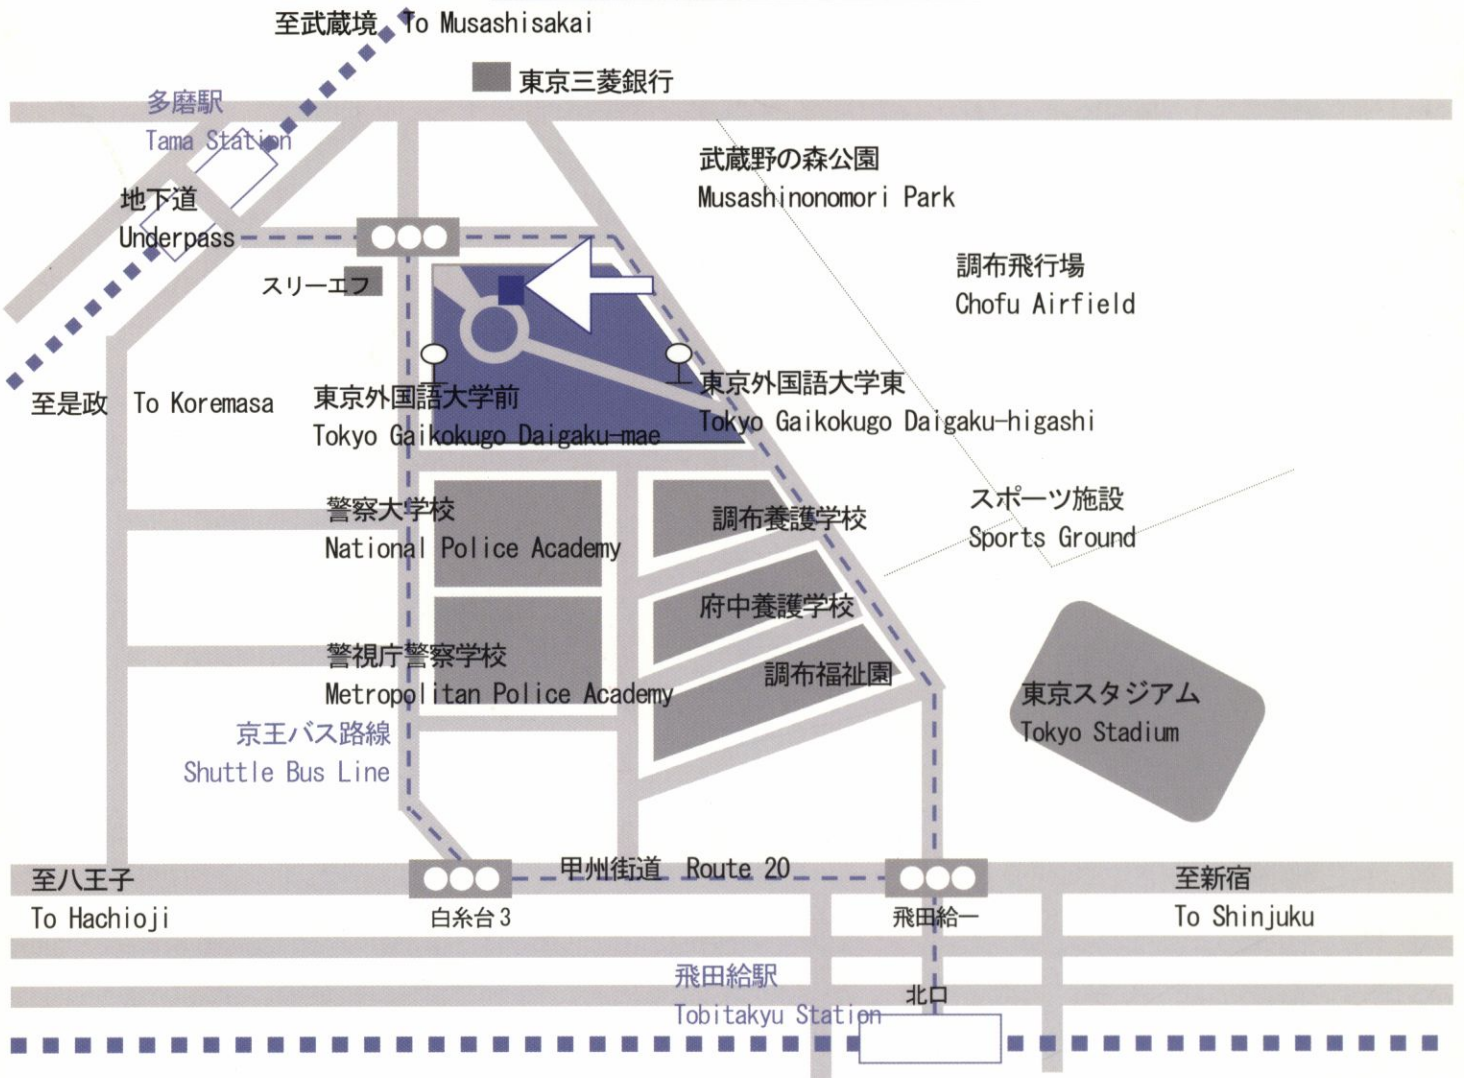 至武蔵境 To Musashisakai
東京三菱銀行
多磨駅
Tama Station
武蔵野の森公園
Musashinonomori Park
地下道
Underpass
調布飛行場
Chofu Airfield
スリーエフ
至是政 To Koremasa
東京外国語大学前
Tokyo Gaikokugo Daigaku-mae
東京外国語大学東
Tokyo Gaikokugo Daigaku-higashi
警察大学校
National Police Academy
調布養護学校
スポーツ施設
Sports Ground
府中養護学校
警視庁警察学校
Metropolitan Police Academy
調布福祉園
東京スタジアム
Tokyo Stadium
京王バス路線
Shuttle Bus Line
甲州街道 Route 20
至八王子
To Hachioji
白糸台3
飛田給一
至新宿
To Shinjuku
飛田給駅
Tobitakyu Station
北口